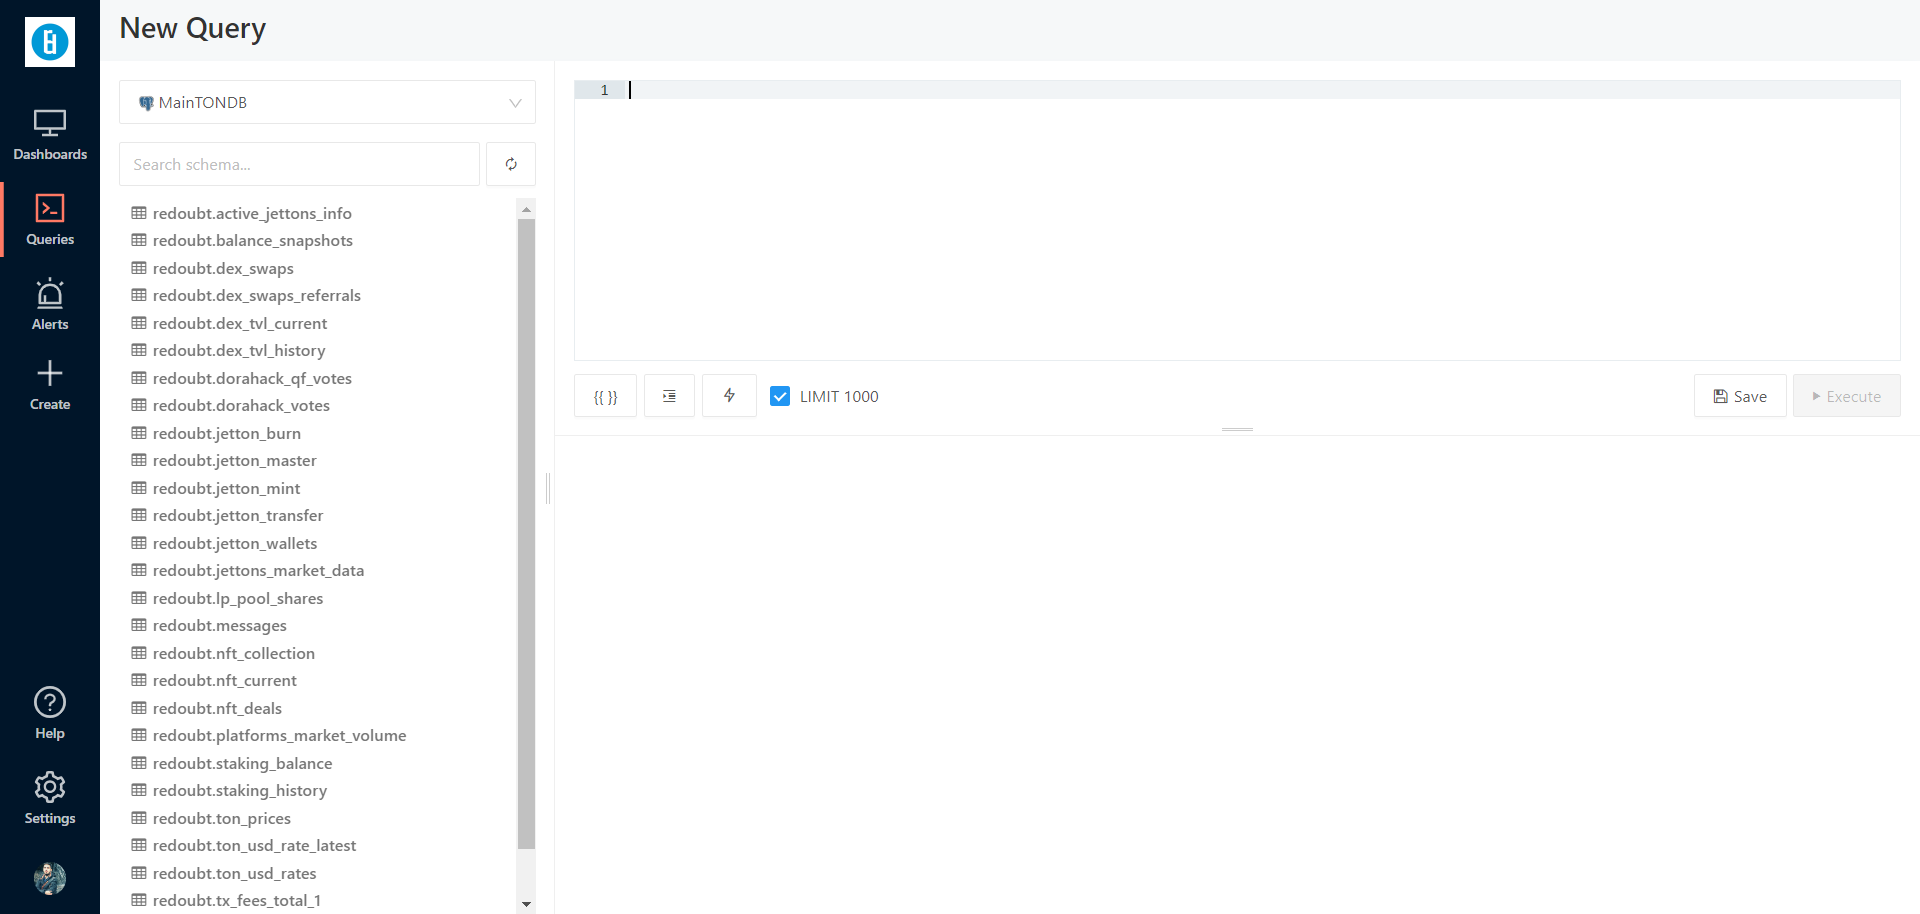 New Query
MainTONDB
Search schema...
redoubt.active_jettons_info
redoubt.balance_snapshots
redoubt.dex_swaps
redoubt.dex_swaps_referrals
redoubt.dex_tvl_current
redoubt.dex_tvl_history
redoubt.dorahack_qf_votes
redoubt.dorahack_votes
redoubt.jetton_burn
redoubt.jetton_master
redoubt.jetton_mint
redoubt.jetton_transfer
redoubt.jetton_wallets
redoubt.jettons_market_data
redoubt.lp_pool_shares
redoubt.messages
redoubt.nft_collection
redoubt.nft_current
redoubt.nft_deals
redoubt.platforms_market_volume
redoubt.staking_balance
redoubt.staking_history
redoubt.ton_prices
redoubt.ton_usd_rate_latest
redoubt.ton_usd_rates
redoubt.tx_fees_total_1
Dashboards
Queries
Alerts
Create
Help
Settings
1
{{ }}
LIMIT 1000
Save
Execute